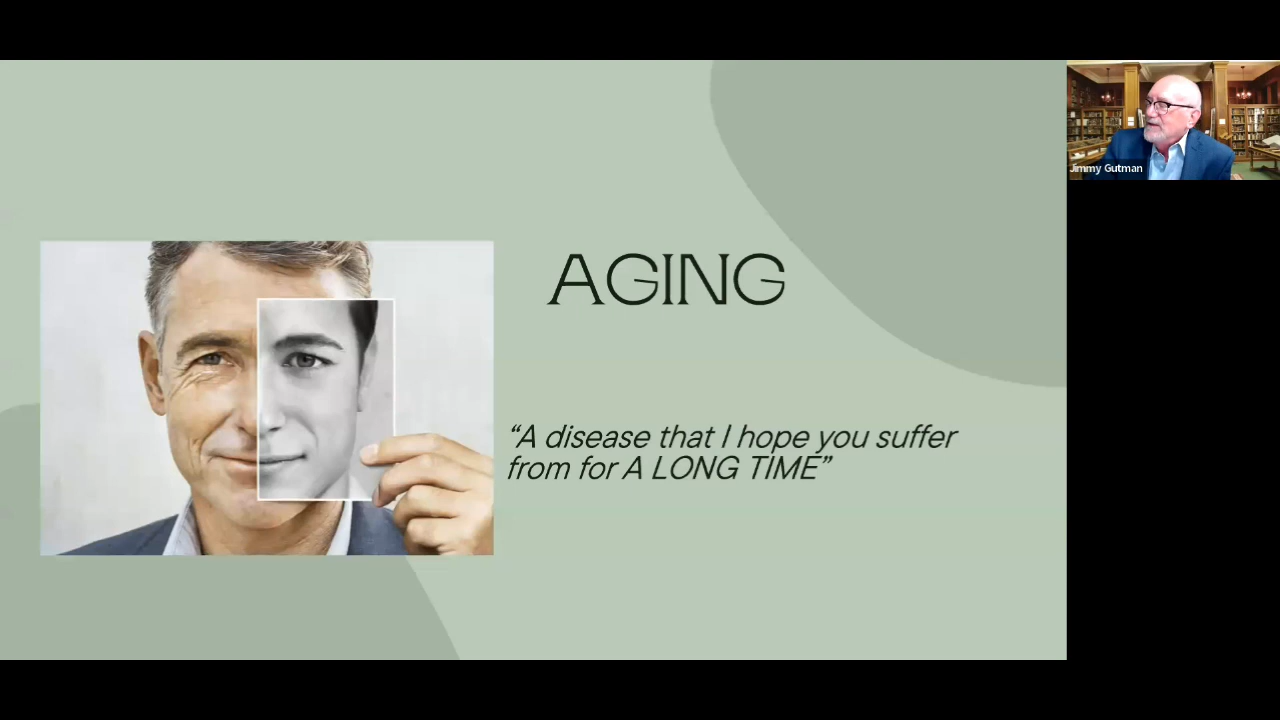 AGING
“A disease that I hope you suffer
from for A LONG TIME”
Jimmy Gutman